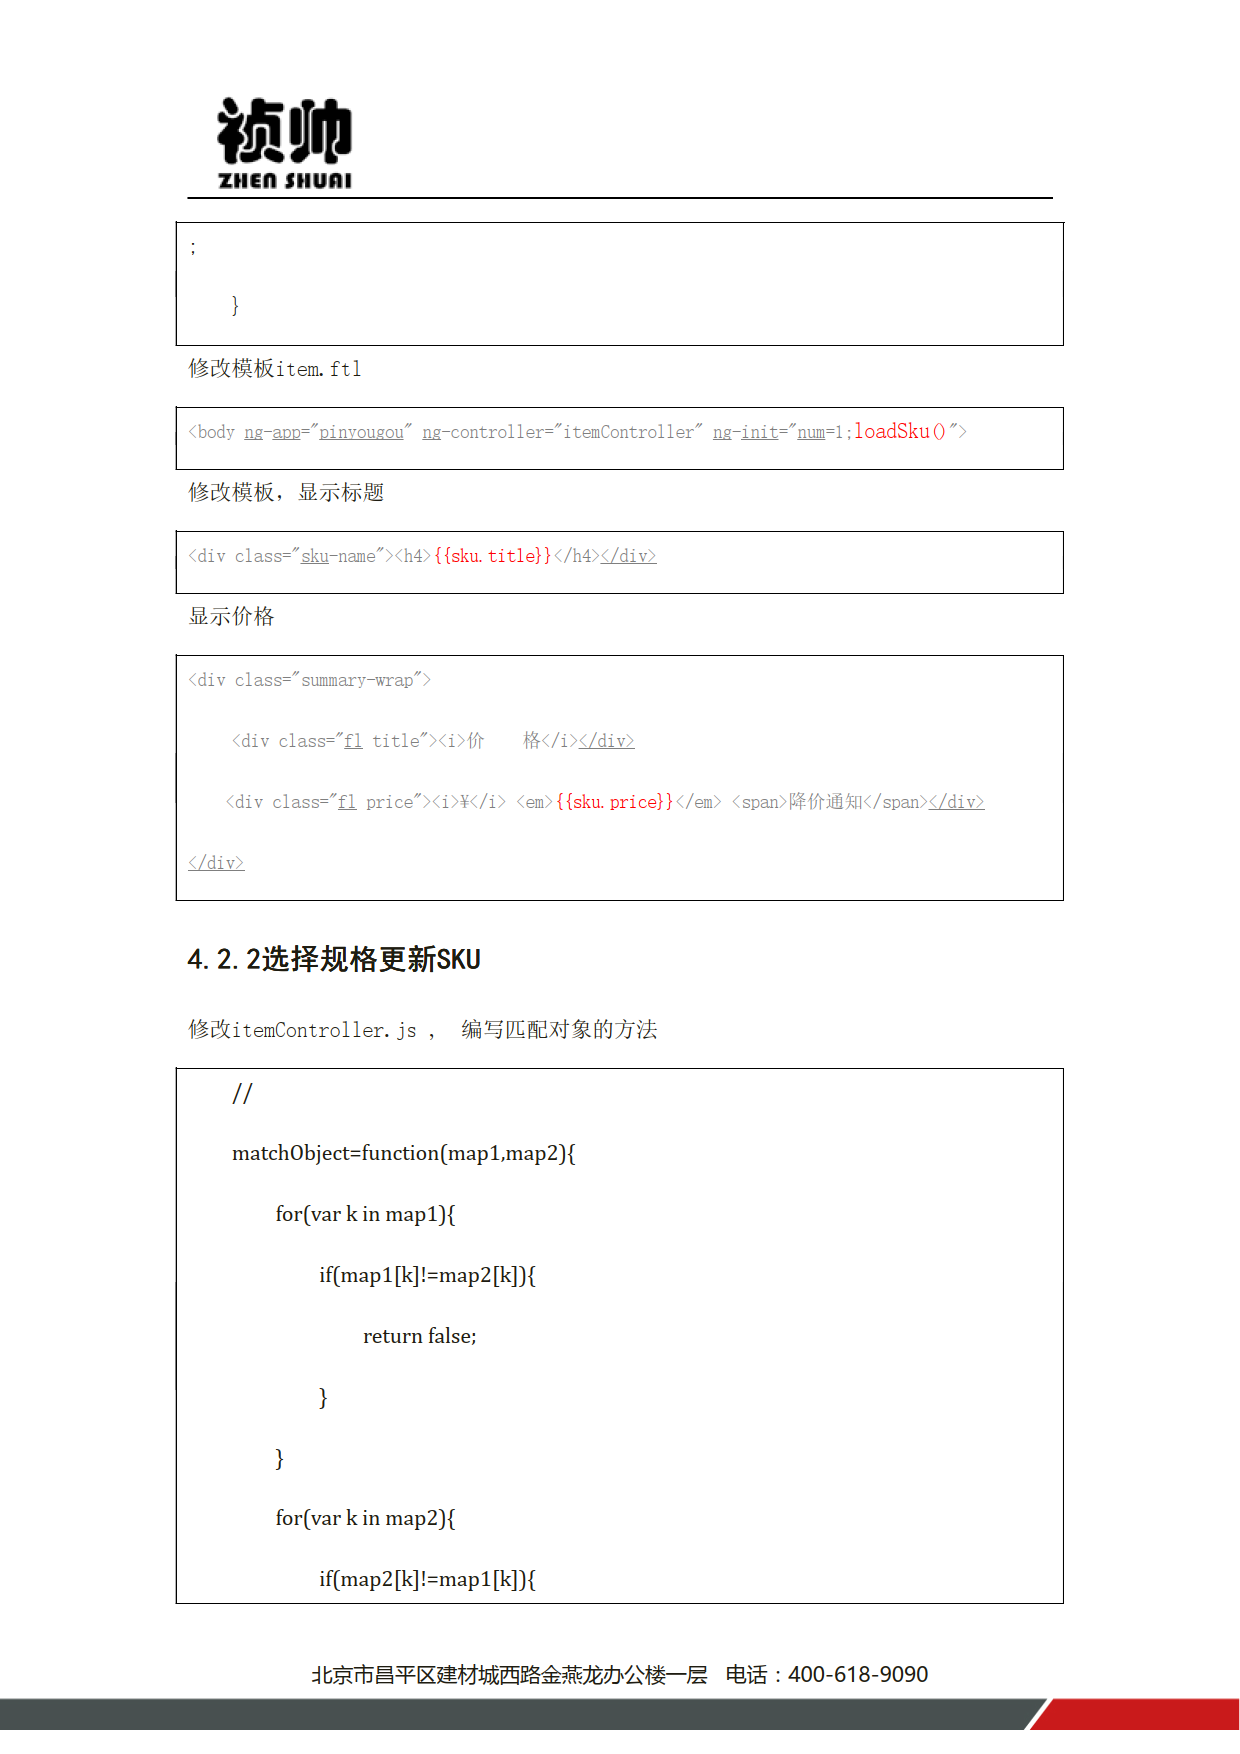 祯帅
ZHEN SHUAI
;
}
修改模板item.ftl
<body ng-app="pinyougou" ng-controller="itemController" ng-init="num=1;loadSku()">
修改模板，显示标题
<div class="sku-name"><h4>{{sku.title}}</h4></div>
显示价格
<div class="summary-wrap">
<div class="fl title"><i>价    格</i></div>
<div class="fl price"><i>¥</i> <em>{{sku.price}}</em> <span>降价通知</span></div>
</div>
4.2.2选择规格更新SKU
修改itemController.js ， 编写匹配对象的方法
//
matchObject=function(map1,map2){
for(var k in map1){
if(map1[k]!=map2[k]){
return false;
}
}
for(var k in map2){
if(map2[k]!=map1[k]){
北京市昌平区建材城西路金燕龙办公楼一层 电话：400-618-9090